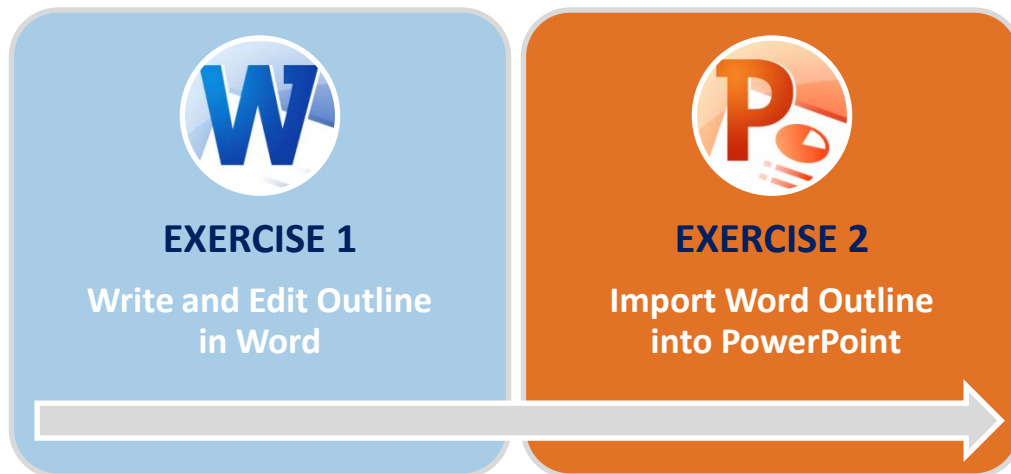 W
P
EXERCISE 1
Write and Edit Outline
in Word
EXERCISE 2
Import Word Outline
into PowerPoint